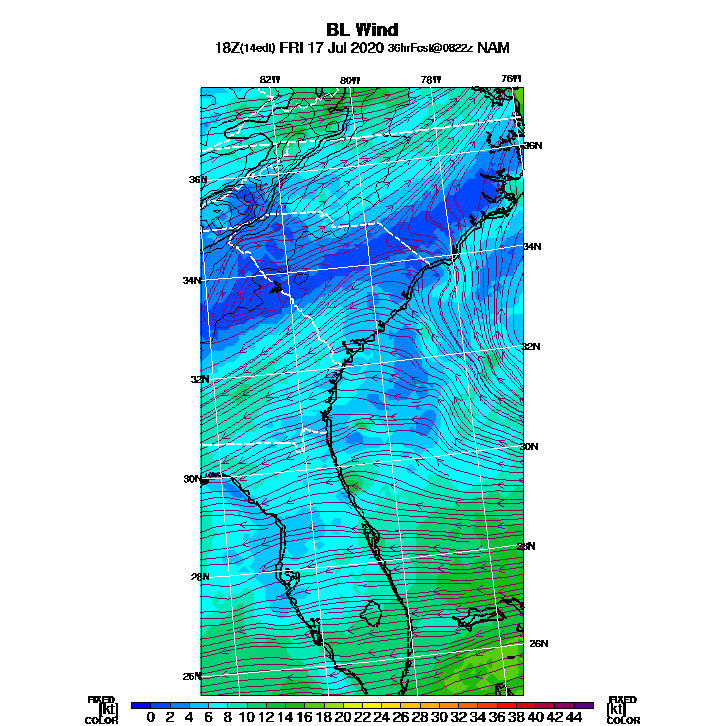 BL Wind
18Z(14edt) FRI 17 Jul 2020 36hrFcst@0822z NAM
82W 80W 78W 76W
36N
36N
34N
34N
32N
32N
30N
30N
28N
28N
26N
26N
FIXED FIXED
[kt] 0 2 4 6 8 10 12 14 16 18 20 22 24 26 28 30 32 34 36 38 40 42 44 [kt]
COLOR COLOR